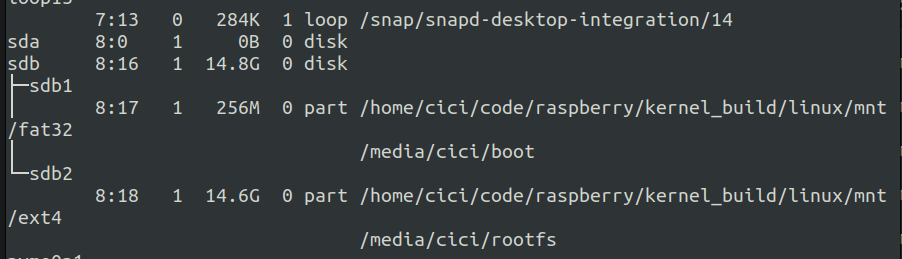 loop13
7:13 0 284K 1 loop /snap/snapd-desktop-integration/14
sda 8:0 1 0B 0 disk
sdb 8:16 1 14.8G 0 disk
├─sdb1
│ 8:17 1 256M 0 part /home/cici/code/raspberry/kernel_build/linux/mnt
/fat32
│ /media/cici/boot
└─sdb2
8:18 1 14.6G 0 part /home/cici/code/raspberry/kernel_build/linux/mnt
/ext4
/media/cici/rootfs